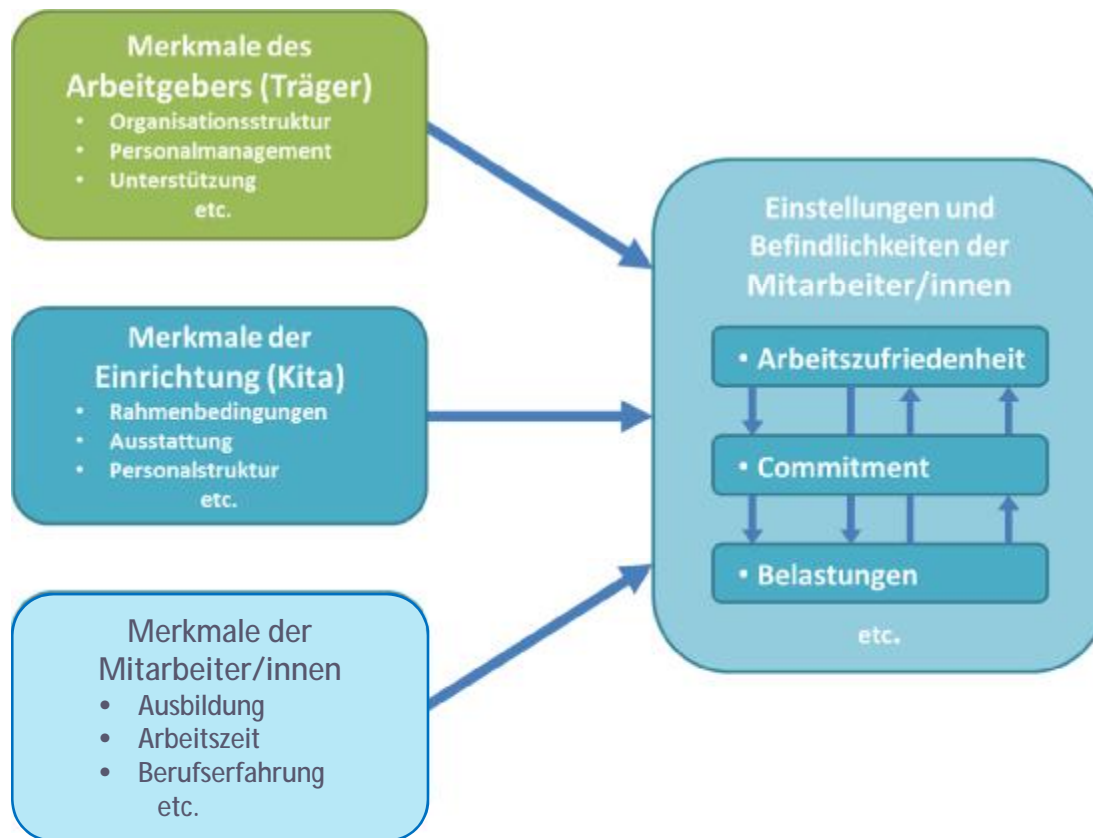 Merkmale des
Arbeitgebers (Träger)
• Organisationsstruktur
• Personalmanagement
• Unterstützung
etc.
Merkmale der
Einrichtung (Kita)
• Rahmenbedingungen
• Ausstattung
• Personalstruktur
etc.
Merkmale der
Mitarbeiter/innen
• Ausbildung
• Arbeitszeit
• Berufserfahrung
etc.
Einstellungen und
Befindlichkeiten der
Mitarbeiter/innen
• Arbeitszufriedenheit
• Commitment
• Belastungen
etc.